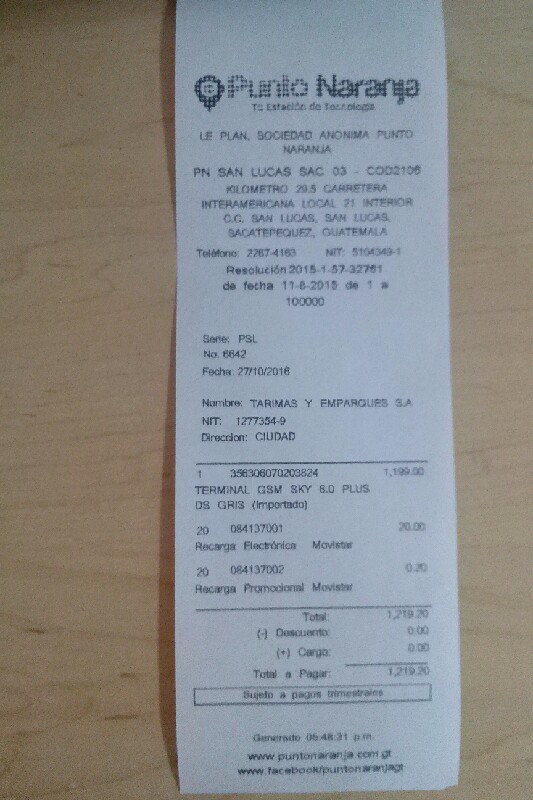 Punto Naranja
Tu Estación de Tecnología
LE PLAN, SOCIEDAD ANONIMA PUNTO
NARANJA
PN SAN LUCAS SAC 03 - COD2106
KILOMETRO 29.5 CARRETERA
INTERAMERICANA LOCAL 21 INTERIOR
C.C. SAN LUCAS, SAN LUCAS,
SACATEPEQUEZ, GUATEMALA
Teléfono: 2267-4163 NIT: 5104349-1
Resolución 2015-1-57-32761
de fecha 11-8-2015 de 1 a
100000
Serie: PSL
No. 6642
Fecha: 27/10/2016
Nombre: TARIMAS Y EMPARQUES S.A
NIT: 1277354-9
Direccion: CIUDAD
1 356306070203824 1,199.00
TERMINAL GSM SKY 6.0 PLUS
DS GRIS (Importado)
20 084137001 20.00
Recarga Electrónica Movistar
20 084137002 0.20
Recarga Promocional Movistar
Total: 1,219.20
(-) Descuento: 0.00
(+) Cargo: 0.00
Total a Pagar: 1,219.20
Sujeto a pagos trimestrales
Generado 05:48:31 p.m.
www.puntonaranja.com.gt
www.facebook/puntonaranjagt